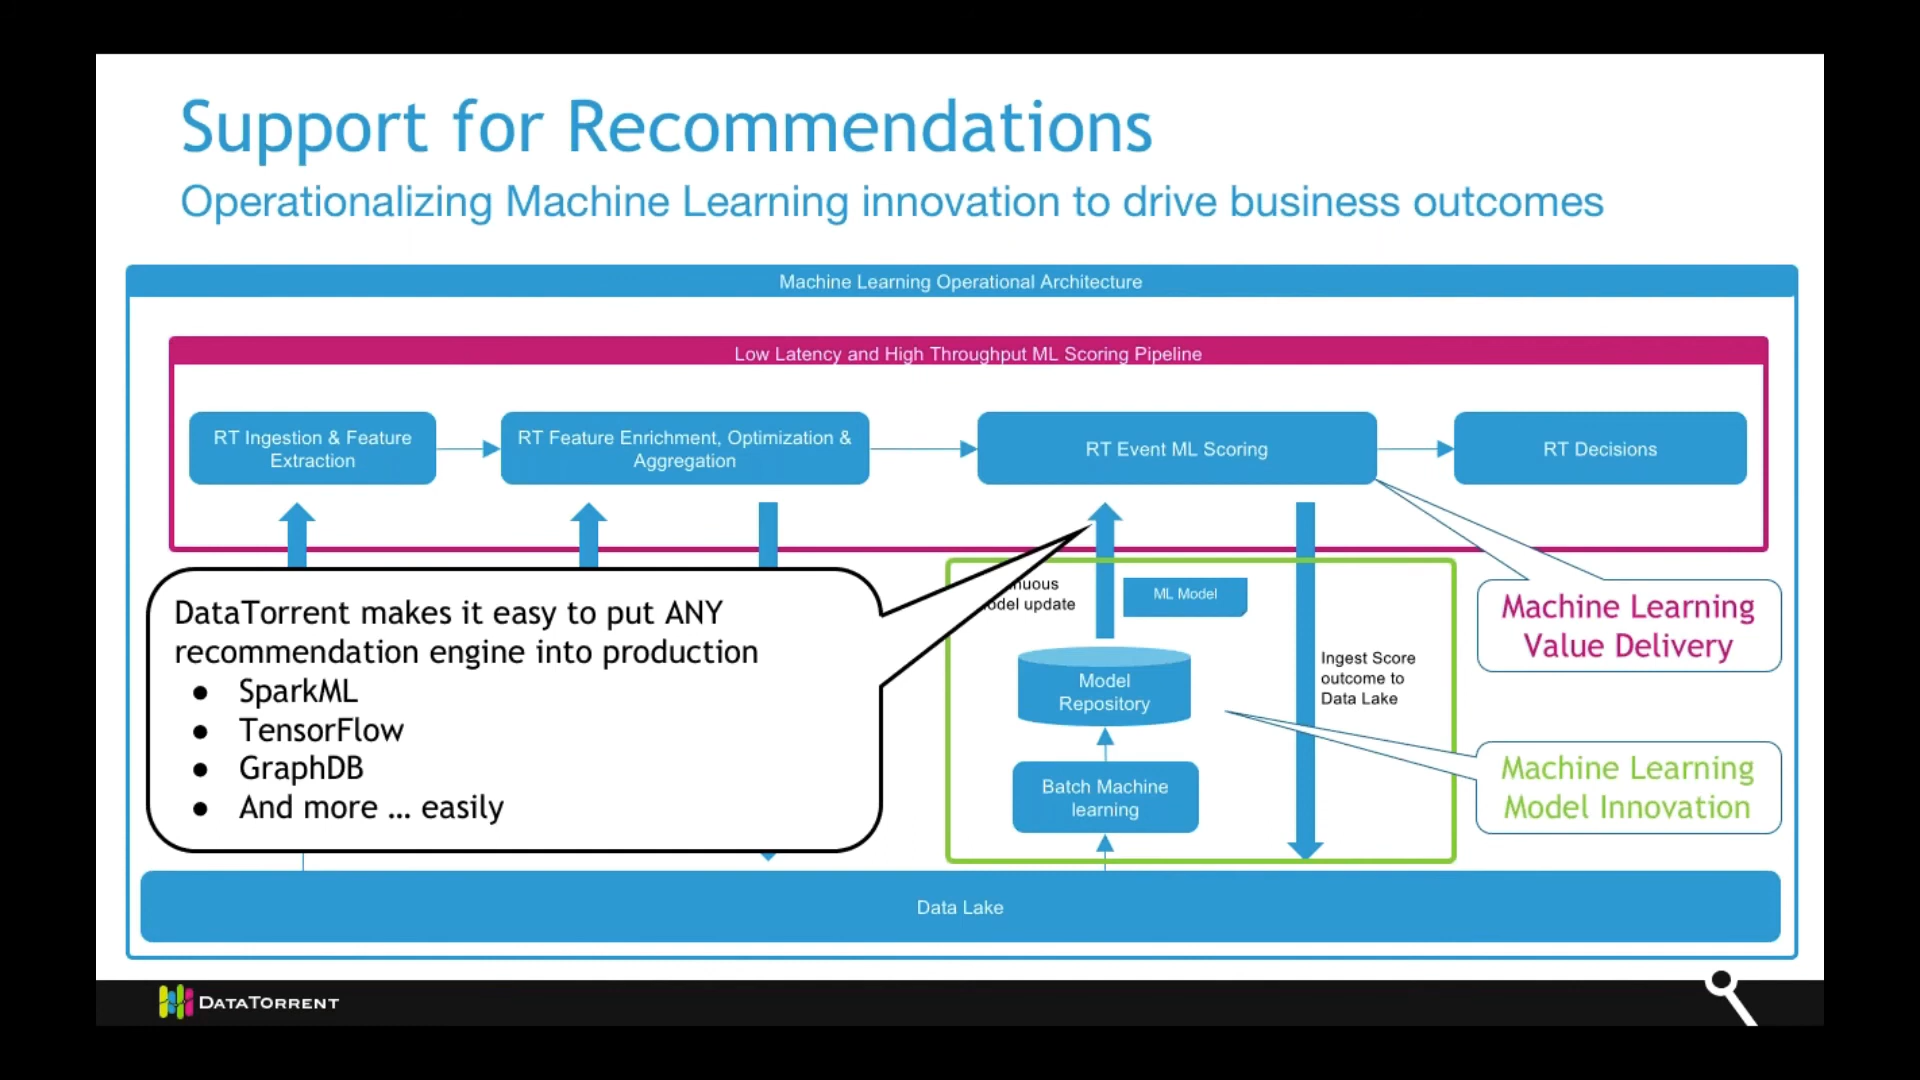 Support for Recommendations
Operationalizing Machine Learning innovation to drive business outcomes
Machine Learning Operational Architecture
Low Latency and High Throughput ML Scoring Pipeline
RT Ingestion & Feature
Extraction
RT Feature Enrichment, Optimization &
Aggregation
RT Event ML Scoring
RT Decisions
DataTorrent makes it easy to put ANY
recommendation engine into production
● SparkML
● TensorFlow
● GraphDB
● And more ... easily
update
ML Model
Model
Repository
Batch Machine
learning
Ingest Score
outcome to
Data Lake
Machine Learning
Value Delivery
Machine Learning
Model Innovation
Data Lake
DATATORRENT